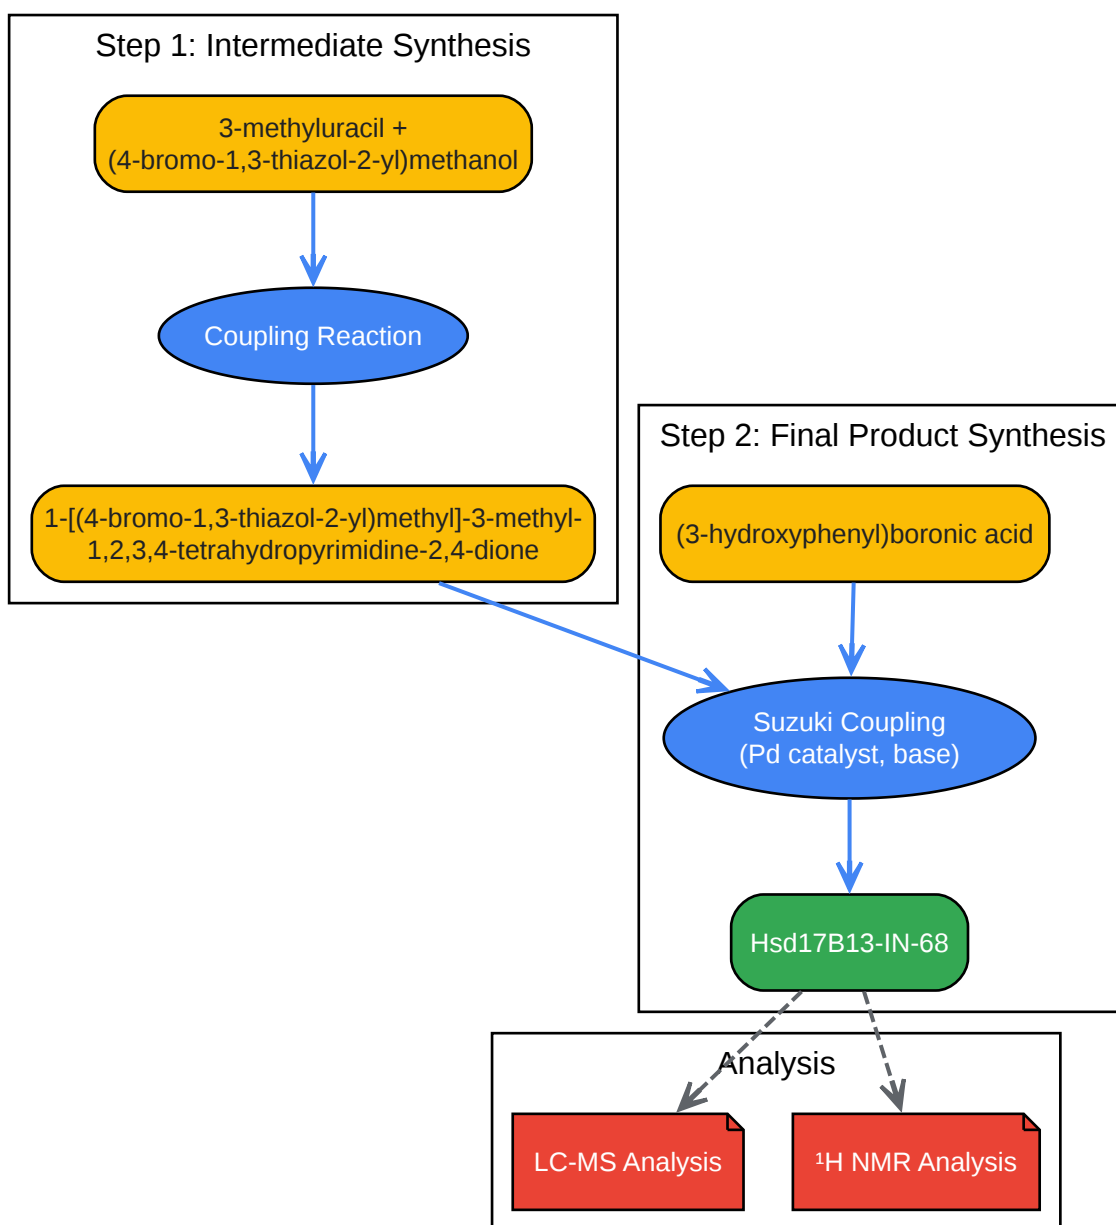 Step 1: Intermediate Synthesis
3-methyluracil +
(4-bromo-1,3-thiazol-2-yl)methanol
Coupling Reaction
1-[(4-bromo-1,3-thiazol-2-yl)methyl]-3-methyl-
1,2,3,4-tetrahydropyrimidine-2,4-dione
Step 2: Final Product Synthesis
(3-hydroxyphenyl)boronic acid
Suzuki Coupling
(Pd catalyst, base)
Hsd17B13-IN-68
Analysis
LC-MS Analysis
¹H NMR Analysis